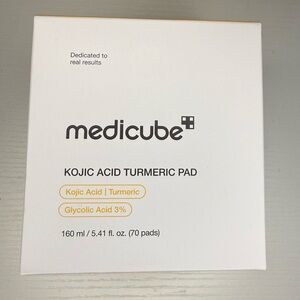 Dedicated to
real results
medicube
KOJIC ACID TURMERIC PAD
Kojic Acid | Turmeric
Glycolic Acid 3%
160 ml / 5.41 fl. oz. (70 pads)